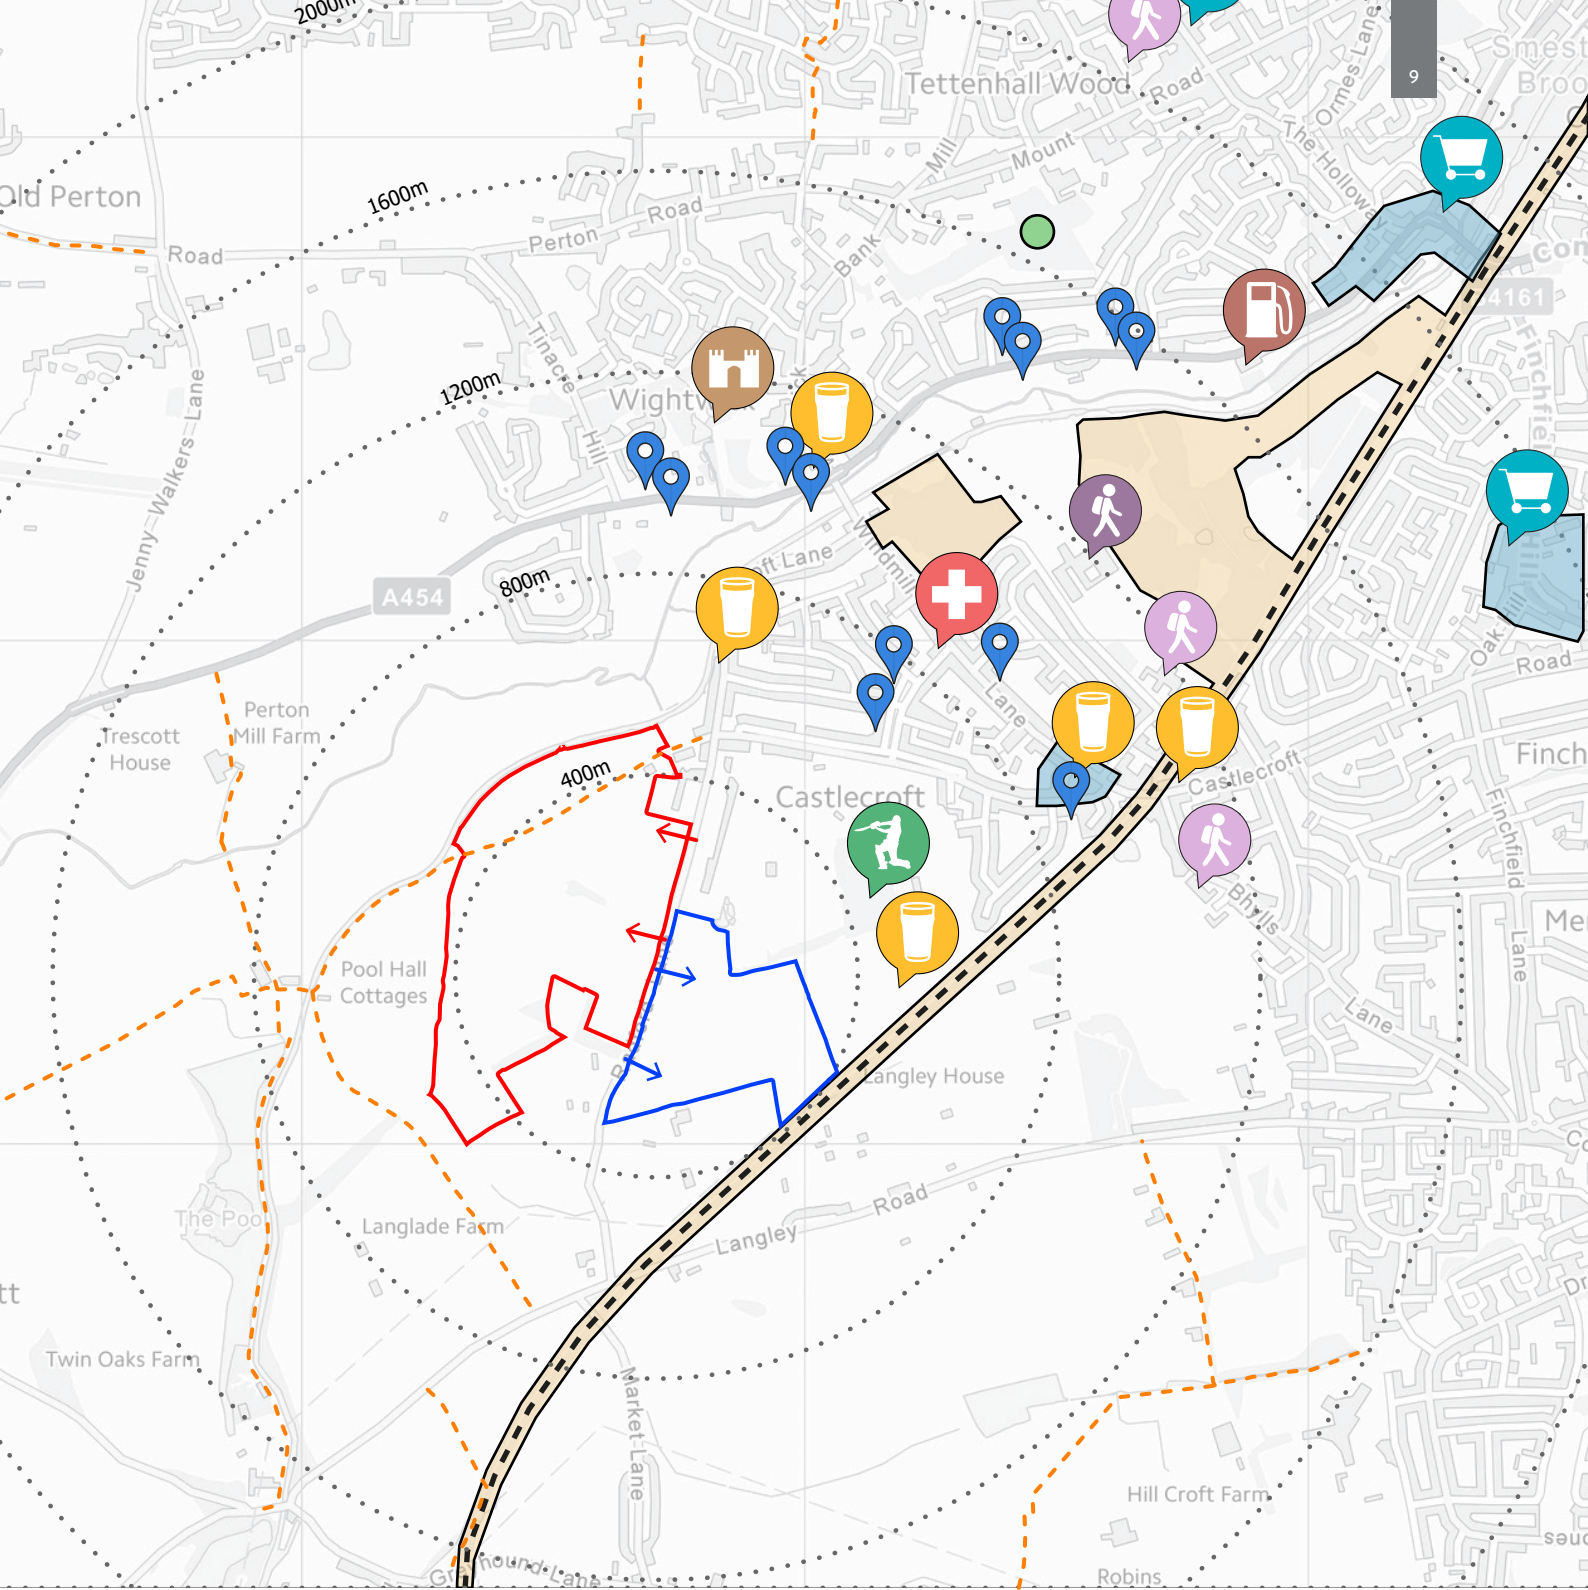 2000m
Tettenhall Wood
Road
Ormes Lane
9
The Holloway
Mount
Mill
Old Perton
1600m
Road
Perton
Road
Bank
Tinacre
Hill
1200m
Jenny Walkers Lane
A454
800m
Windmill
Lane
Oak
Road
Perton
Mill Farm
Trescott
House
Finch
400m
Castlecroft
Castlecroft
Finchfield
Lane
Bhylls
Lane
Pool Hall
Cottages
Langley House
The Pool
Langlade Farm
Langley
Road
Twin Oaks Farm
Market Lane
Hill Croft Farm
Robins